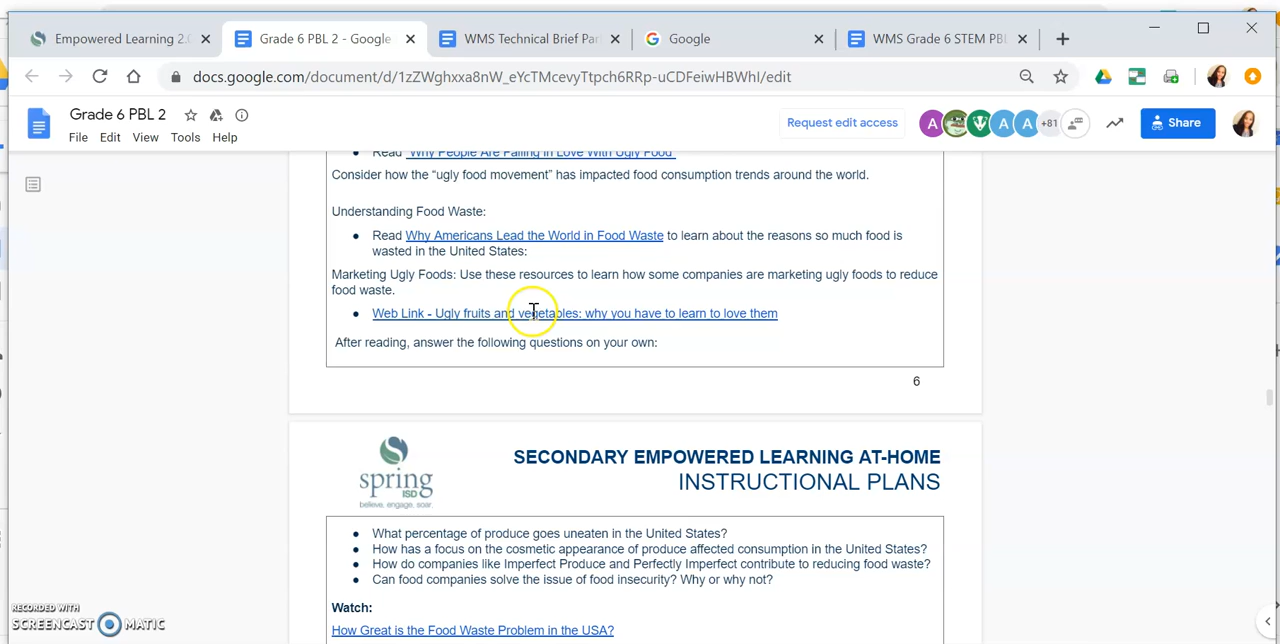 Empowered Learning 2.0
Grade 6 PBL 2 - Google
WMS Technical Brief Par
Google
WMS Grade 6 STEM PBL
docs.google.com/document/d/1zZWghxxa8nW_eYcTMcevyTtpch6RRp-uCDFeiwHBWhI/edit
Grade 6 PBL 2
File Edit View Tools Help
Request edit access
A A A +81
Share
Read "Why People Are Falling In Love With Ugly Food"
Consider how the “ugly food movement” has impacted food consumption trends around the world.
Understanding Food Waste:
● Read Why Americans Lead the World in Food Waste to learn about the reasons so much food is
wasted in the United States:
Marketing Ugly Foods: Use these resources to learn how some companies are marketing ugly foods to reduce
food waste.
● Web Link - Ugly fruits and vegetables: why you have to learn to love them
After reading, answer the following questions on your own:
6
spring
ISD
believe. engage. soar.
SECONDARY EMPOWERED LEARNING AT-HOME
INSTRUCTIONAL PLANS
● What percentage of produce goes uneaten in the United States?
● How has a focus on the cosmetic appearance of produce affected consumption in the United States?
● How do companies like Imperfect Produce and Perfectly Imperfect contribute to reducing food waste?
● Can food companies solve the issue of food insecurity? Why or why not?
Watch:
How Great is the Food Waste Problem in the USA?
RECORDED WITH
SCREENCAST MATIC